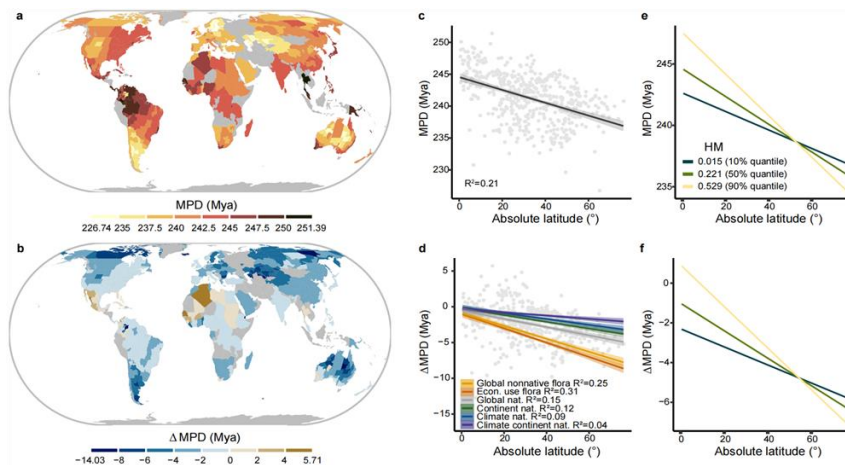 a
MPD (Mya)
226.74 235 237.5 240 242.5 245 247.5 250 251.39
b
ΔMPD (Mya)
−14.03 −8 −6 −4 −2 0 2 4 5.71
c
MPD (Mya)
250
245
240
235
230
R²=0.21
0 20 40 60
Absolute latitude (°)
d
ΔMPD (Mya)
5
0
−5
−10
−15
Global nonnative flora R²=0.25
Econ. use flora R²=0.31
Global nat. R²=0.15
Continent nat. R²=0.12
Climate nat. R²=0.09
Climate continent nat. R²=0.04
0 20 40 60
Absolute latitude (°)
e
MPD (Mya)
245
240
235
HM
0.015 (10% quantile)
0.221 (50% quantile)
0.529 (90% quantile)
0 20 40 60
Absolute latitude (°)
f
ΔMPD (Mya)
0
−2
−4
−6
0 20 40 60
Absolute latitude (°)